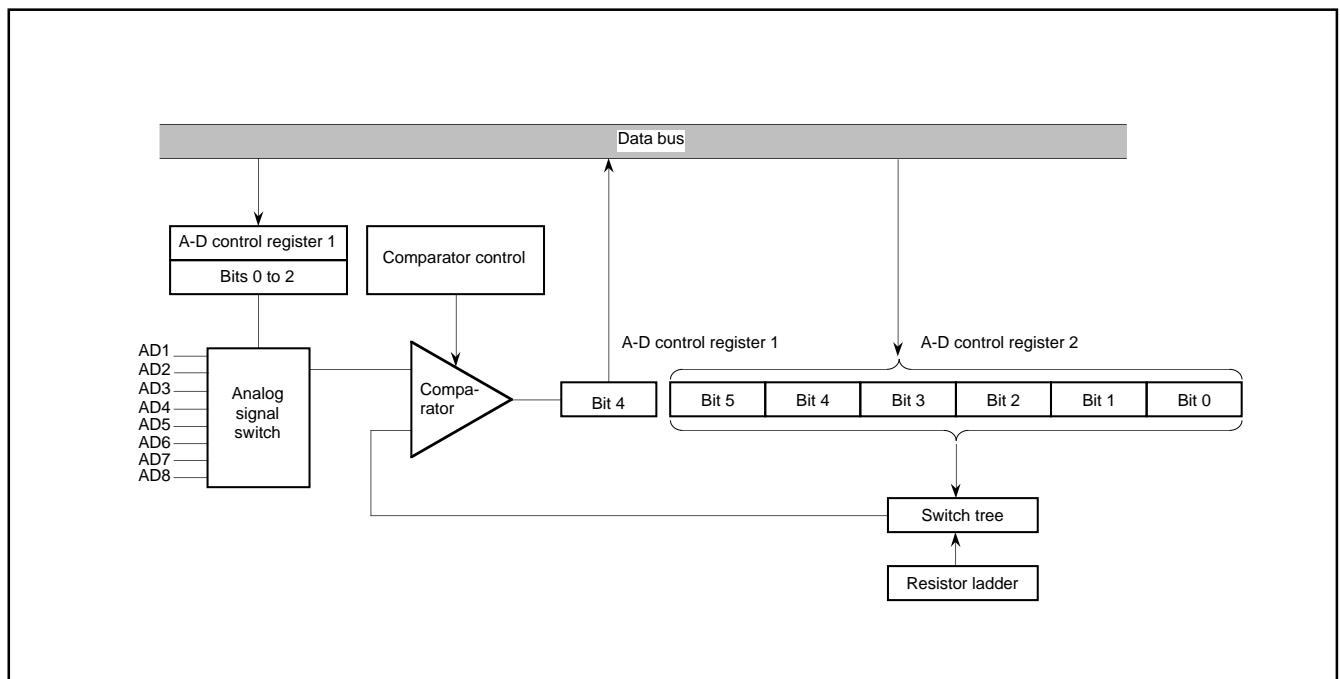 Data bus
A-D control register 1
Bits 0 to 2
Comparator control
A-D control register 1
A-D control register 2
AD1
AD2
AD3
AD4
AD5
AD6
AD7
AD8
Analog
signal
switch
Compa-
rator
Bit 4
Bit 5
Bit 4
Bit 3
Bit 2
Bit 1
Bit 0
Switch tree
Resistor ladder